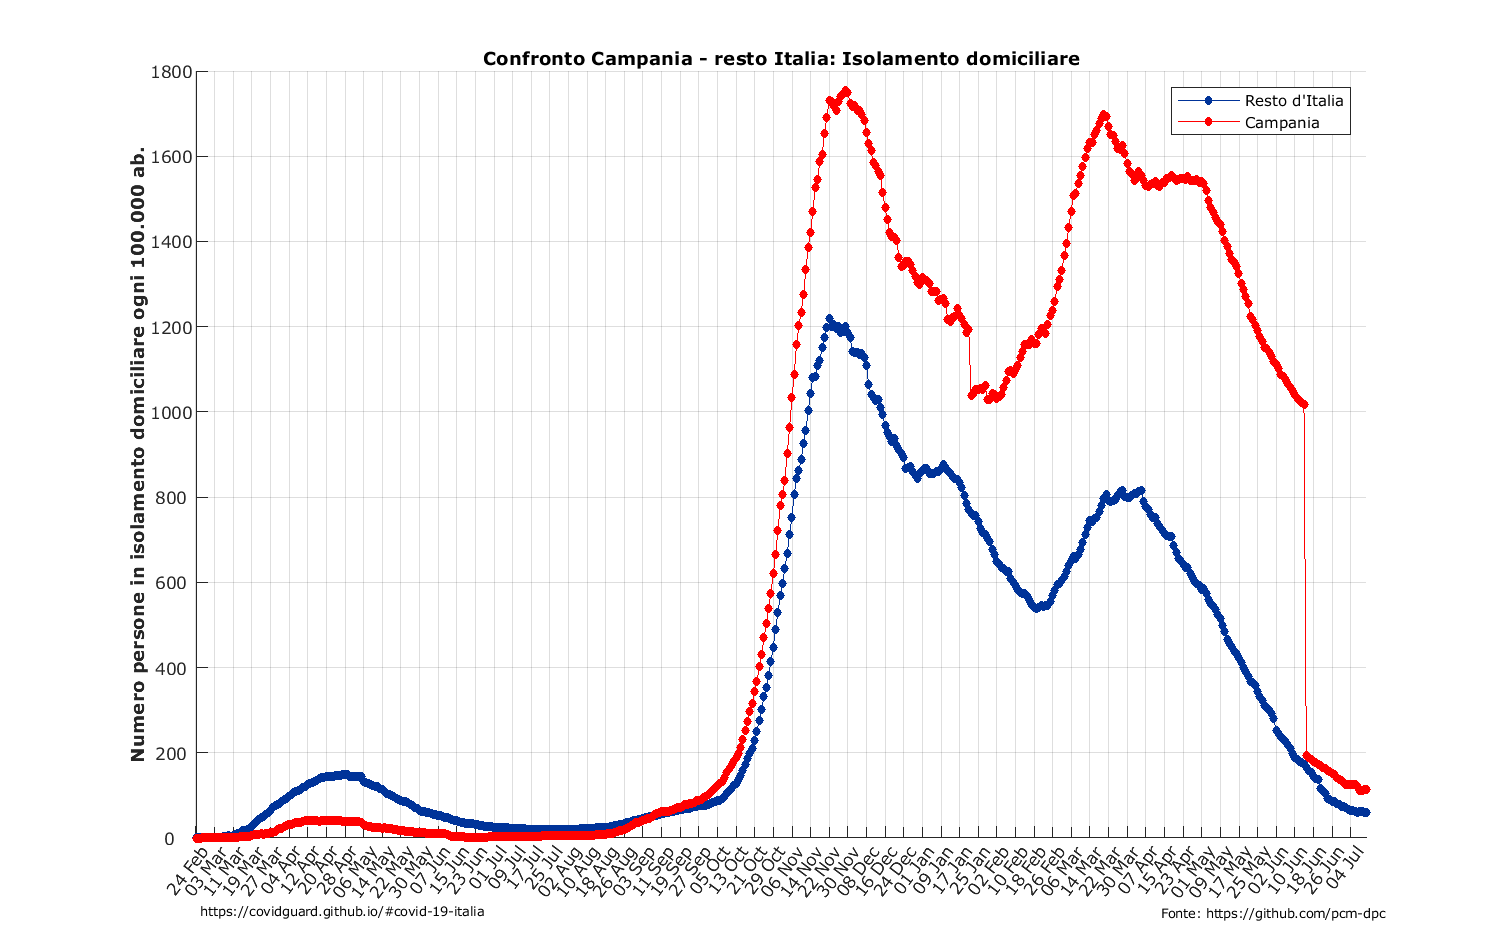 Confronto Campania - resto Italia: Isolamento domiciliare
Numero persone in isolamento domiciliare ogni 100.000 ab.
1800
1600
1400
1200
1000
800
600
400
200
0
Resto d'Italia
Campania
24 Feb
03 Mar
11 Mar
19 Mar
27 Mar
04 Apr
12 Apr
20 Apr
28 Apr
06 May
14 May
22 May
30 May
07 Jun
15 Jun
23 Jun
01 Jul
09 Jul
17 Jul
25 Jul
02 Aug
10 Aug
18 Aug
26 Aug
03 Sep
11 Sep
19 Sep
27 Sep
05 Oct
13 Oct
21 Oct
29 Oct
06 Nov
14 Nov
22 Nov
30 Nov
08 Dec
16 Dec
24 Dec
01 Jan
09 Jan
17 Jan
25 Jan
02 Feb
10 Feb
18 Feb
26 Feb
06 Mar
14 Mar
22 Mar
30 Mar
07 Apr
15 Apr
23 Apr
01 May
09 May
17 May
25 May
02 Jun
10 Jun
18 Jun
26 Jun
04 Jul
https://covidguard.github.io/#covid-19-italia
Fonte: https://github.com/pcm-dpc